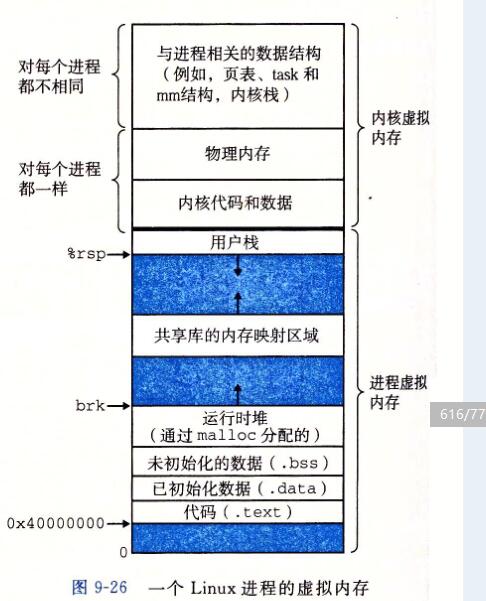 对每个进程
都不相同
与进程相关的数据结构
(例如，页表、task 和
mm结构，内核栈)
内核虚拟
内存
对每个进程
都一样
物理内存
内核代码和数据
用户栈
%rsp
共享库的内存映射区域
进程虚拟
内存
616/77
brk
运行时堆
(通过 malloc 分配的)
未初始化的数据(.bss)
已初始化数据(.data)
代码(.text)
0x40000000
0
图 9-26 一个 Linux 进程的虚拟内存